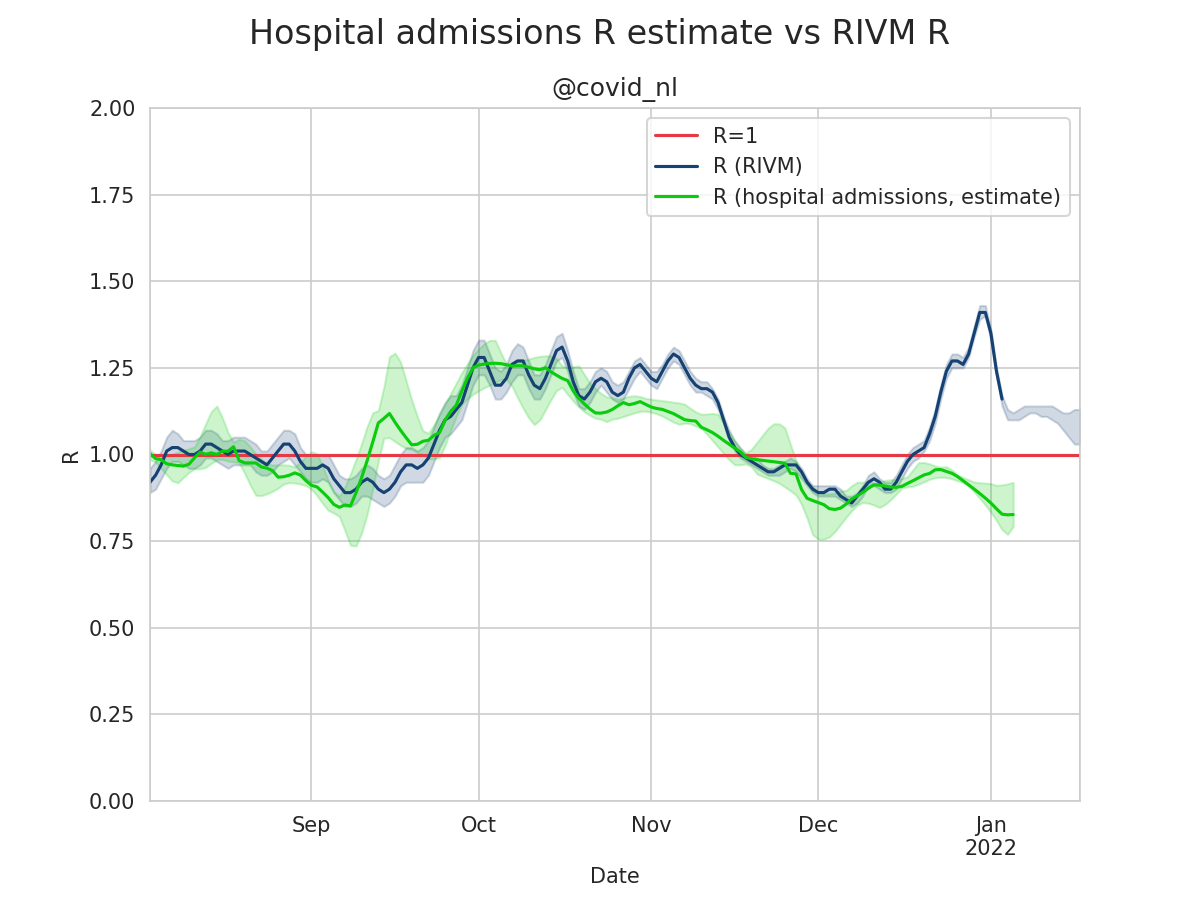 Hospital admissions R estimate vs RIVM R
@covid_nl
2.00
R=1
R (RIVM)
1.75
R (hospital admissions, estimate)
1.50
1.25
1.00
R
0.75
0.50
0.25
0.00
Sep
Oct
Nov
Dec
Jan
2022
Date